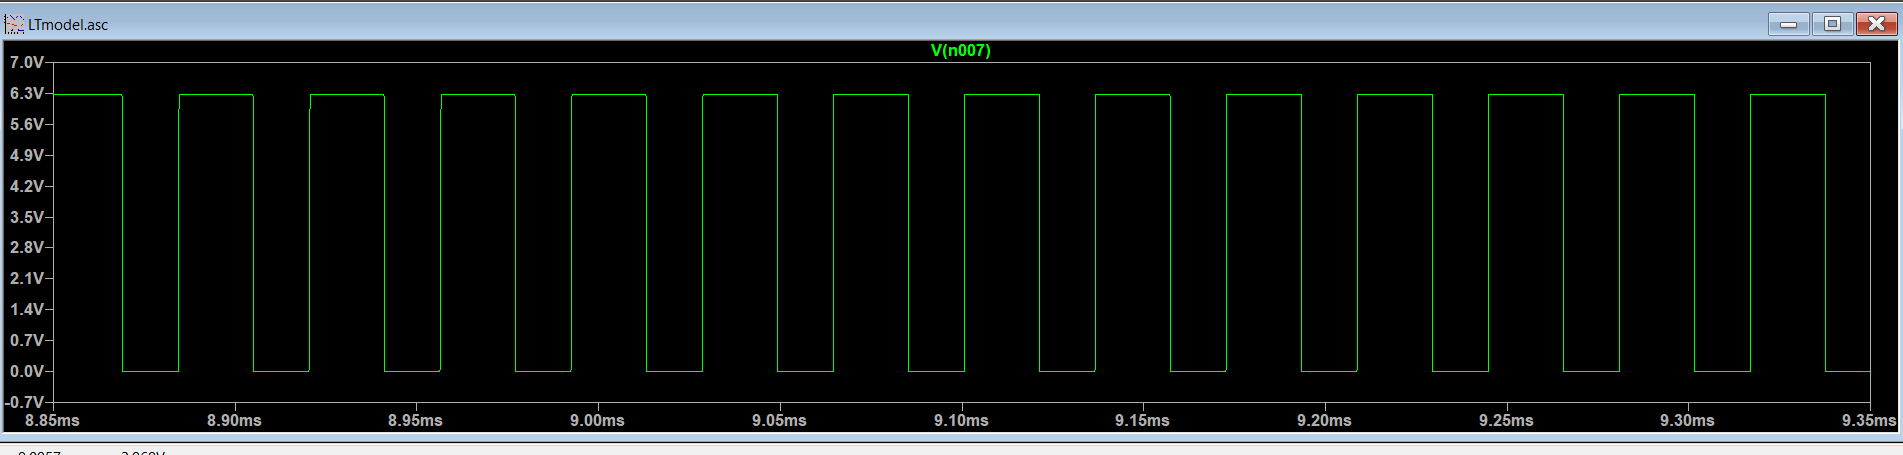 LTmodel.asc
V(n007)
7.0V
6.3V
5.6V
4.9V
4.2V
3.5V
2.8V
2.1V
1.4V
0.7V
0.0V
-0.7V
8.85ms 8.90ms 8.95ms 9.00ms 9.05ms 9.10ms 9.15ms 9.20ms 9.25ms 9.30ms 9.35ms